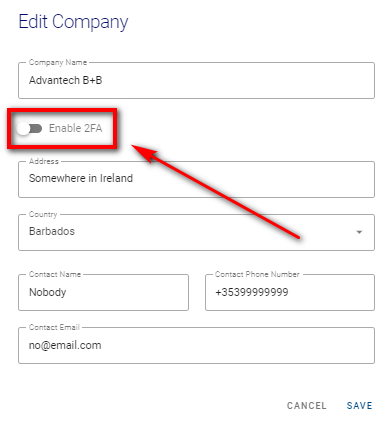 Edit Company
Company Name
Advantech B+B
Enable 2FA
Address
Somewhere in Ireland
Country
Barbados
Contact Name
Contact Phone Number
Nobody
+35399999999
Contact Email
no@email.com
CANCEL SAVE